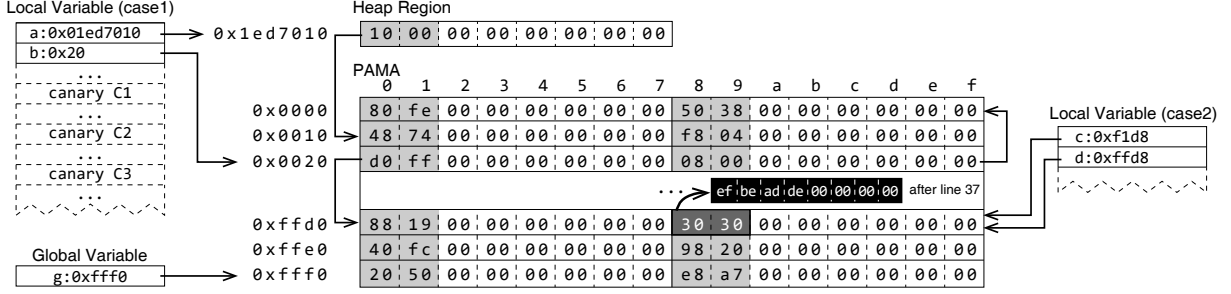 Local Variable (case1)
a:0x01ed7010
b:0x20
...
canary C1
...
canary C2
...
canary C3
...
Global Variable
g:0xfff0
Heap Region
0x1ed7010 10 00 00 00 00 00 00 00
PAMA
0 1 2 3 4 5 6 7 8 9 a b c d e f
0x0000 80 fe 00 00 00 00 00 00 50 38 00 00 00 00 00 00
0x0010 48 74 00 00 00 00 00 00 f8 04 00 00 00 00 00 00
0x0020 d0 ff 00 00 00 00 00 00 08 00 00 00 00 00 00 00
... ef be ad de 00 00 00 00 after line 37
0xffd0 88 19 00 00 00 00 00 00 30 30 00 00 00 00 00 00
0xffe0 40 fc 00 00 00 00 00 00 98 20 00 00 00 00 00 00
0xfff0 20 50 00 00 00 00 00 00 e8 a7 00 00 00 00 00 00
Local Variable (case2)
c:0xf1d8
d:0xffd8